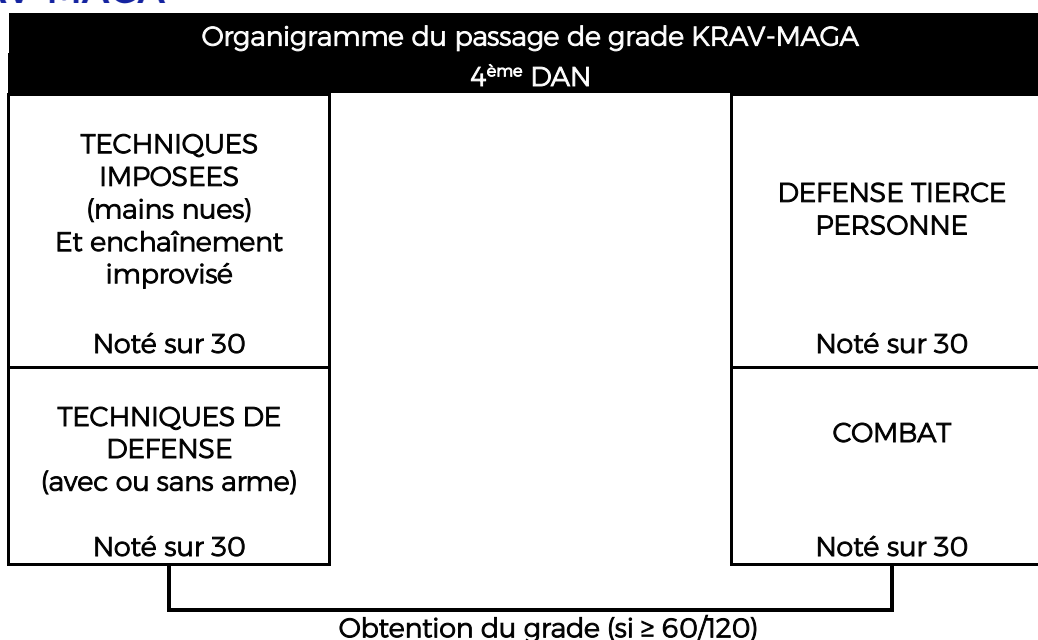 Organigramme du passage de grade KRAV-MAGA
4ème DAN
TECHNIQUES
IMPOSEES
(mains nues)
Et enchaînement
improvisé
Noté sur 30
DEFENSE TIERCE
PERSONNE
Noté sur 30
TECHNIQUES DE
DEFENSE
(avec ou sans arme)
Noté sur 30
COMBAT
Noté sur 30
Obtention du grade (si ≥ 60/120)